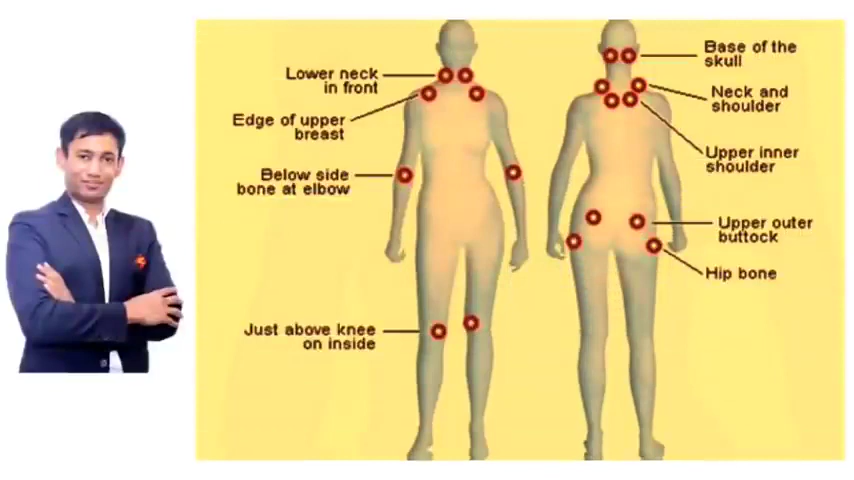 Lower neck
in front
Edge of upper
breast
Below side
bone at elbow
Just above knee
on inside
Base of the
skull
Neck and
shoulder
Upper inner
shoulder
Upper outer
buttock
Hip bone